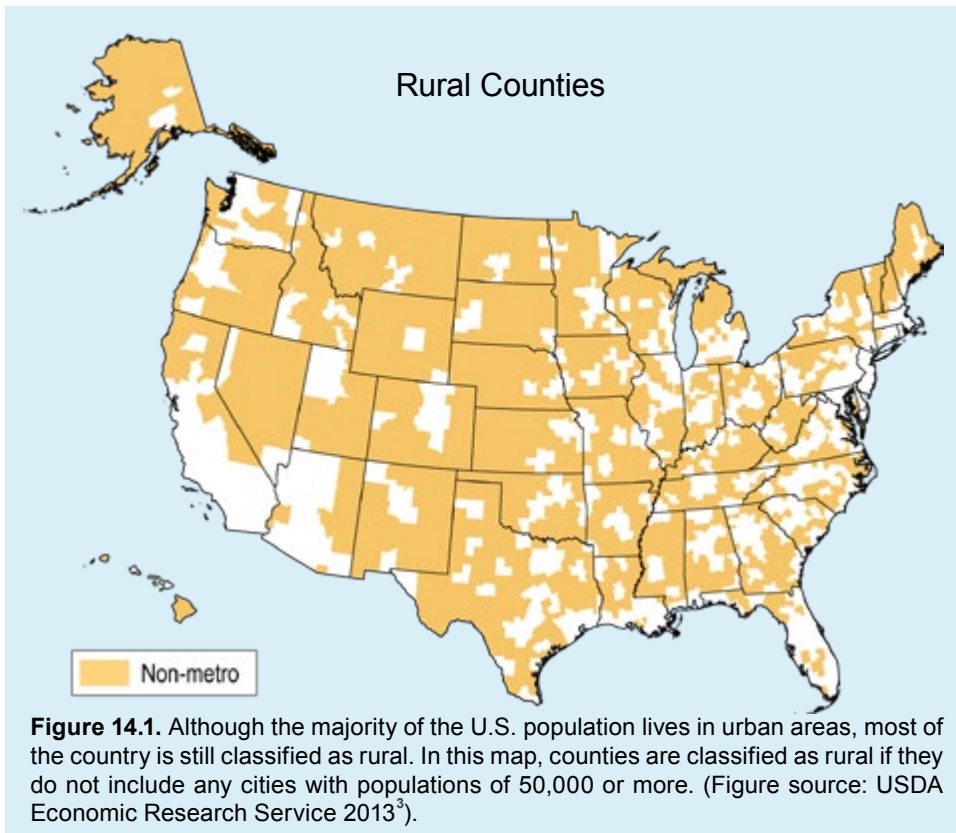 Rural Counties
Non-metro
Figure 14.1. Although the majority of the U.S. population lives in urban areas, most of
the country is still classified as rural. In this map, counties are classified as rural if they
do not include any cities with populations of 50,000 or more. (Figure source: USDA
Economic Research Service 2013³).